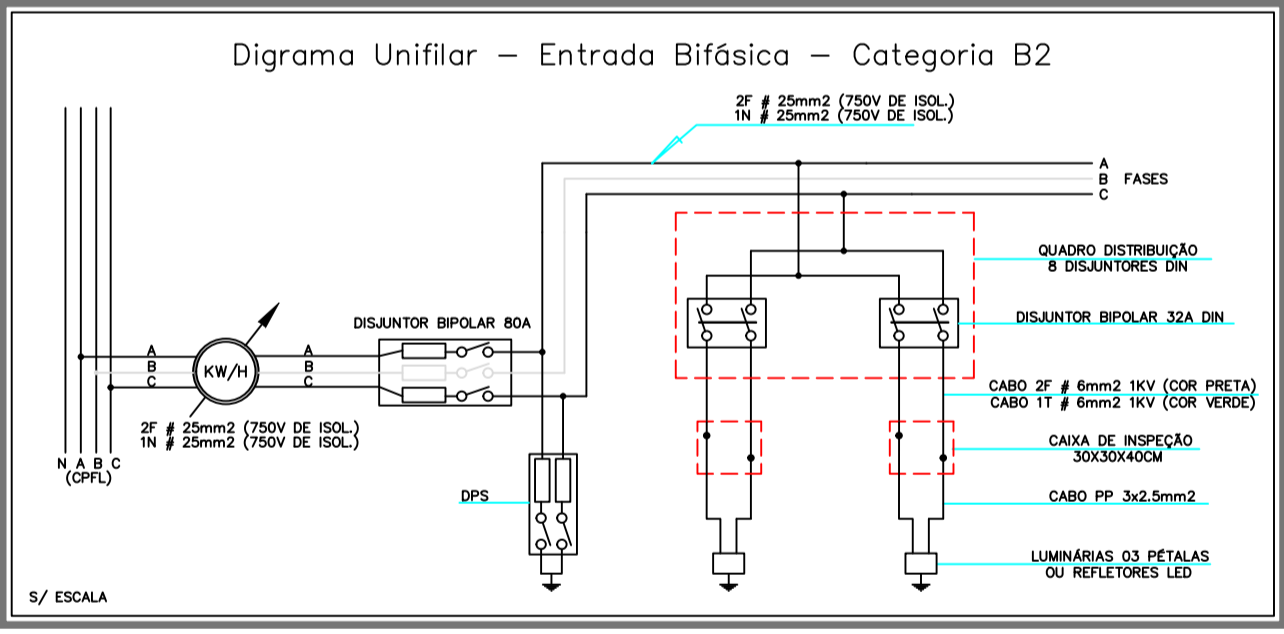 Digrama Unifilar – Entrada Bifásica – Categoria B2
2F # 25mm2 (750V DE ISOL.)
1N # 25mm2 (750V DE ISOL.)
A
B FASES
C
QUADRO DISTRIBUIÇÃO
8 DISJUNTORES DIN
DISJUNTOR BIPOLAR 80A
DISJUNTOR BIPOLAR 32A DIN
A
B
C
KW/H
A
B
C
CABO 2F # 6mm2 1KV (COR PRETA)
CABO 1T # 6mm2 1KV (COR VERDE)
2F # 25mm2 (750V DE ISOL.)
1N # 25mm2 (750V DE ISOL.)
CAIXA DE INSPEÇÃO
30X30X40CM
N A B C
(CPFL)
DPS
CABO PP 3x2.5mm2
LUMINÁRIAS 03 PÉTALAS
OU REFLETORES LED
S/ ESCALA